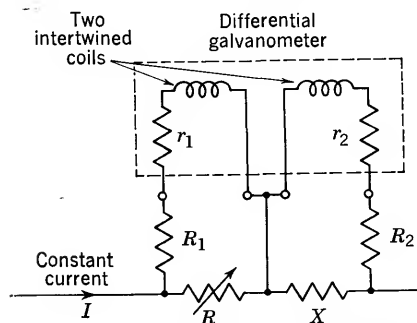 Two
intertwined
coils
Differential
galvanometer
r₁
r₂
R₁
R₂
Constant
current
I
R
X